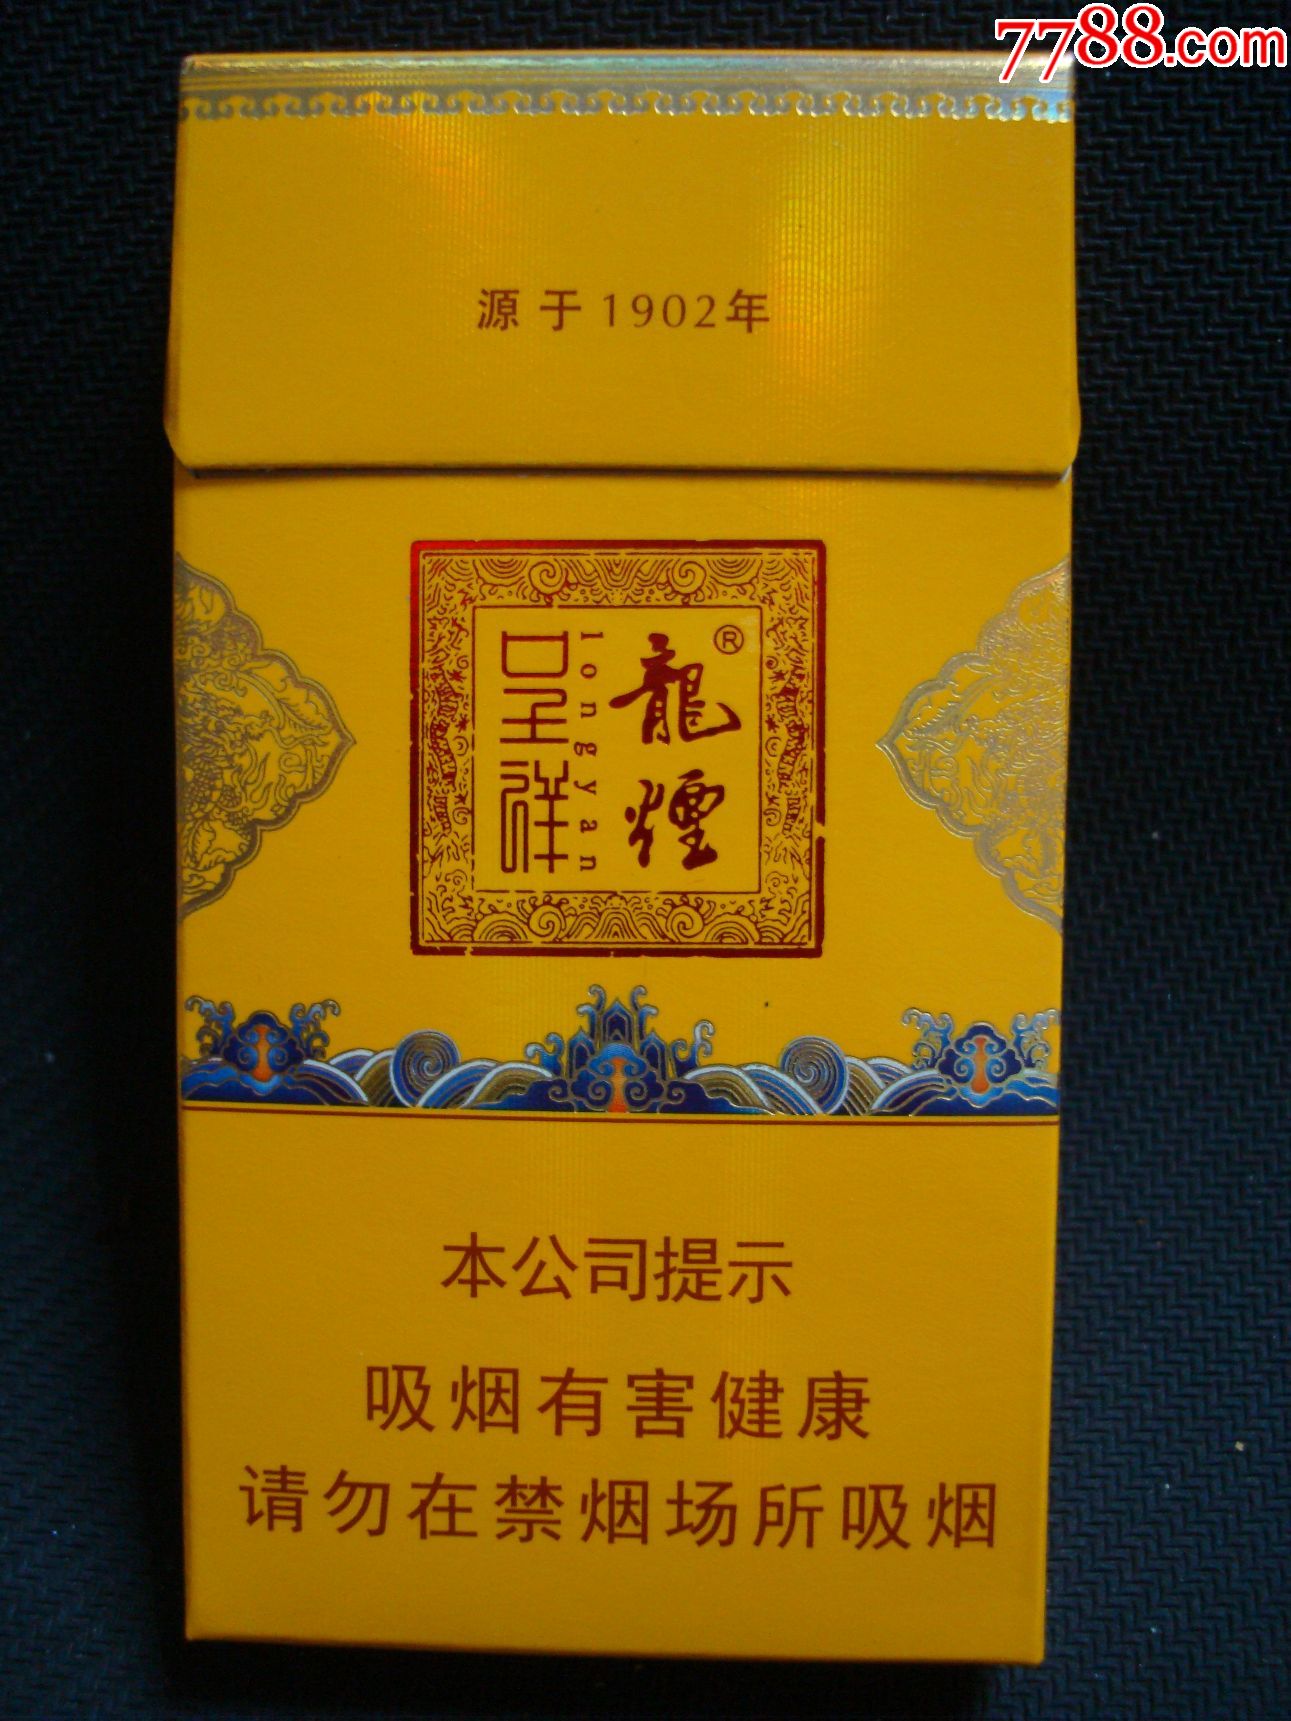 7788.com
源于1902年
龍煙®
longyan
呈祥
本公司提示
吸烟有害健康
请勿在禁烟场所吸烟